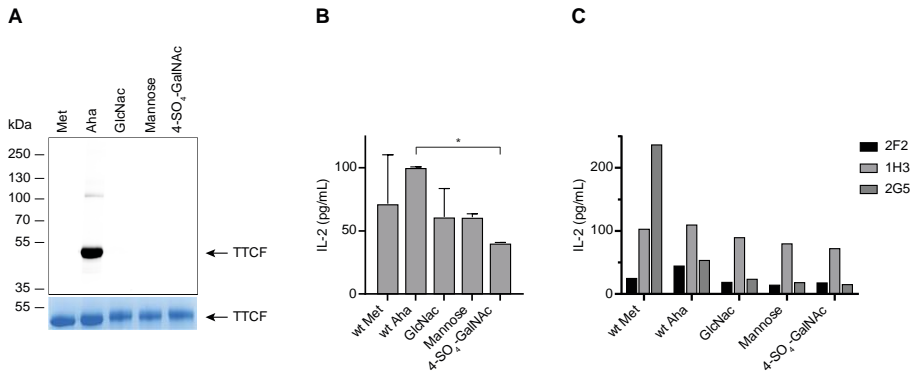 A
B
C
Met
Aha
GlcNac
Mannose
4-SO4-GalNAc
kDa
250
130
100
70
55
35
55
TTCF
TTCF
IL-2 (pg/mL)
100
50
0
*
wt Met
wt Aha
GlcNac
Mannose
4-SO4-GalNAc
IL-2 (pg/mL)
200
100
0
wt Met
wt Aha
GlcNac
Mannose
4-SO4-GalNAc
2F2
1H3
2G5